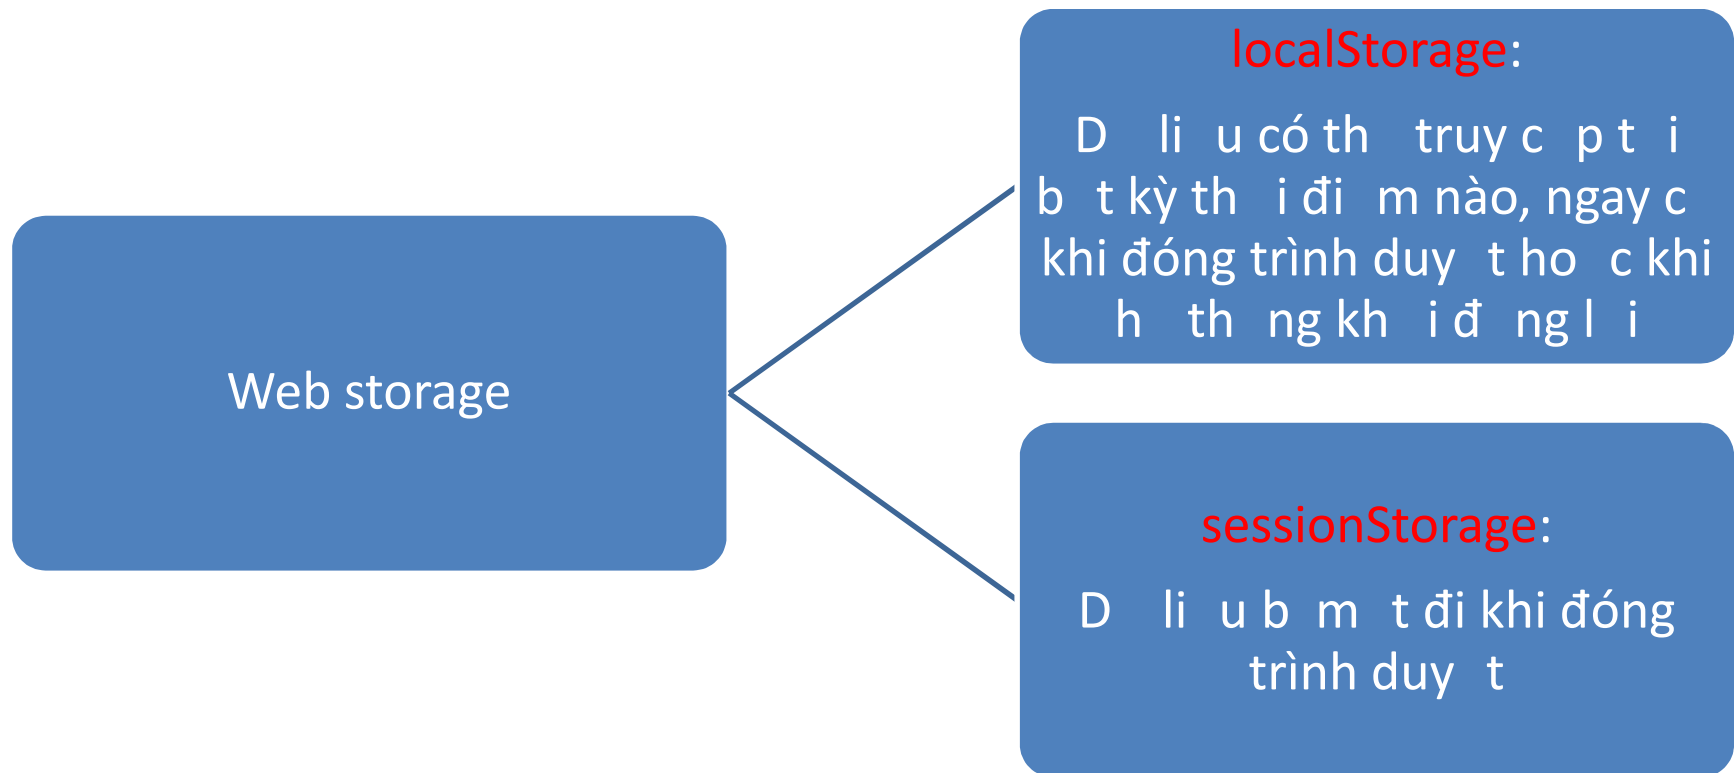 Web storage
localStorage:
D li u có th truy c p t i
b t kỳ th i đi m nào, ngay c
khi đóng trình duy t ho c khi
h th ng kh i đ ng l i
sessionStorage:
D li u b m t đi khi đóng
trình duy t